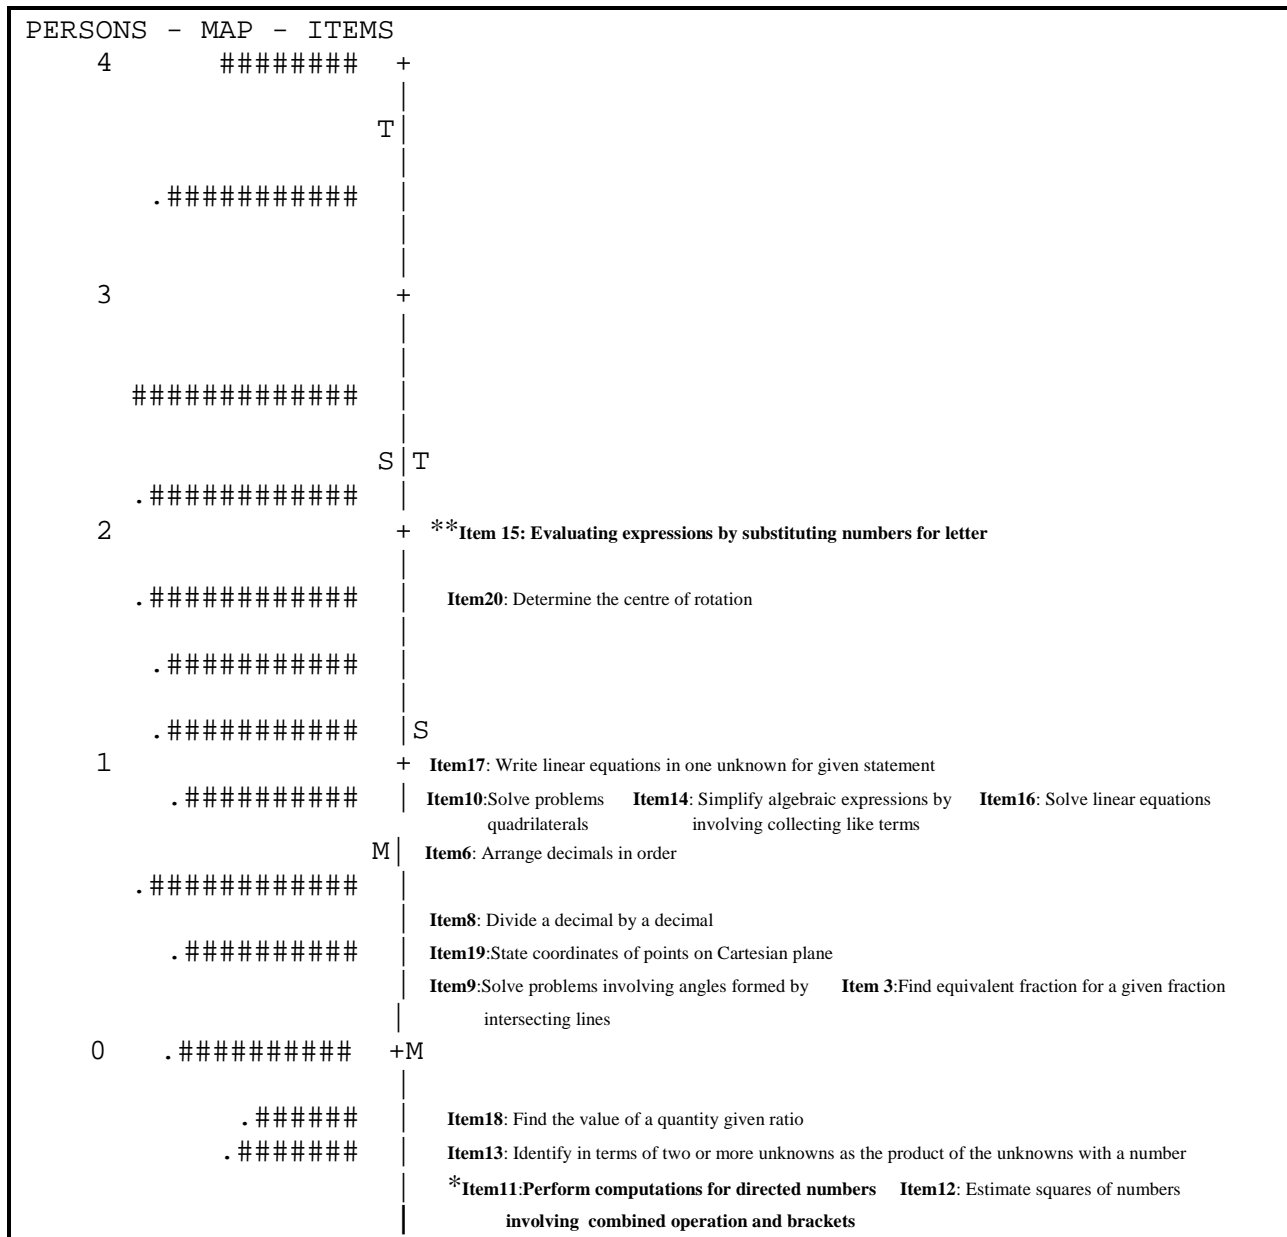 PERSONS - MAP - ITEMS
4 ######## +
|
T|
|
.########### |
|
|
3 +
|
|
############# |
|
S|T
.############ |
2 + **Item 15: Evaluating expressions by substituting numbers for letter
|
.############ | Item20: Determine the centre of rotation
|
.########### |
|
.########### |S
1 + Item17: Write linear equations in one unknown for given statement
.########## | Item10:Solve problems Item14: Simplify algebraic expressions by Item16: Solve linear equations
quadrilaterals involving collecting like terms
M| Item6: Arrange decimals in order
.############ |
| Item8: Divide a decimal by a decimal
.########## | Item19:State coordinates of points on Cartesian plane
| Item9:Solve problems involving angles formed by Item 3:Find equivalent fraction for a given fraction
| intersecting lines
0 .########## +M
|
.###### | Item18: Find the value of a quantity given ratio
.####### | Item13: Identify in terms of two or more unknowns as the product of the unknowns with a number
| *Item11:Perform computations for directed numbers Item12: Estimate squares of numbers
| involving combined operation and brackets